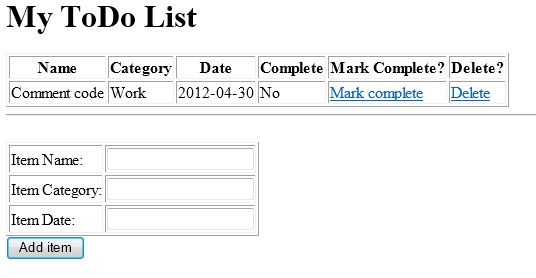 My ToDo List
Name Category Date Complete Mark Complete? Delete?
Comment code Work 2012-04-30 No Mark complete Delete
Item Name:
Item Category:
Item Date:
Add item